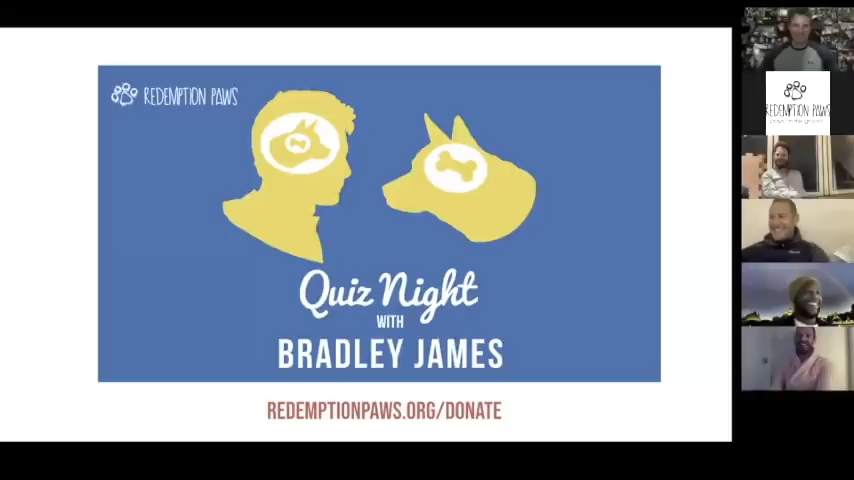 REDEMPTION PAWS
Quiz Night
WITH
BRADLEY JAMES
REDEMPTIONPAWS.ORG/DONATE
REDEMPTION PAWS